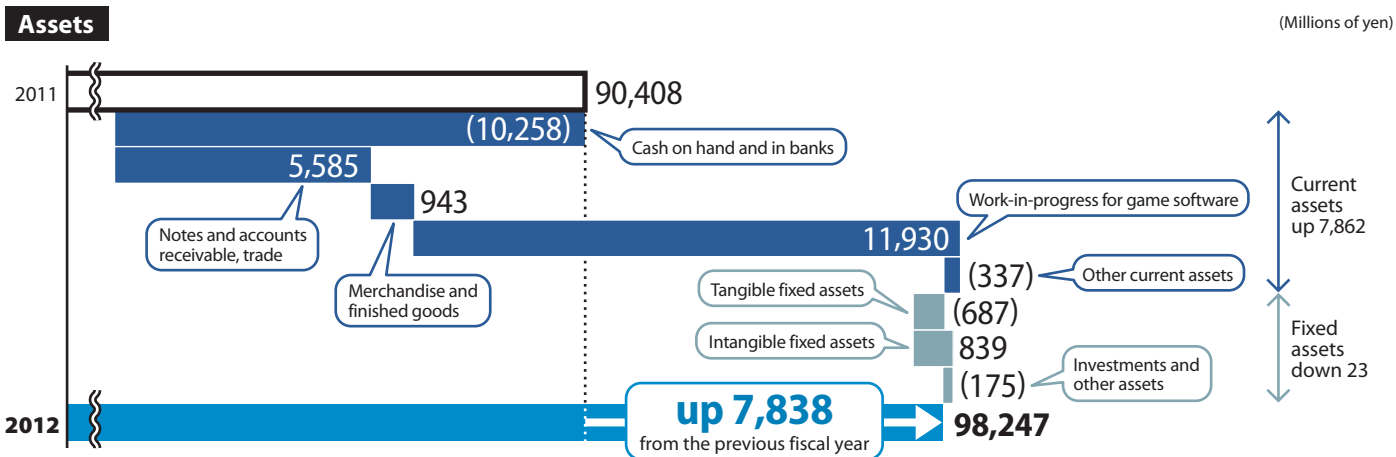 Assets
(Millions of yen)
2011
90,408
(10,258)
Cash on hand and in banks
5,585
Notes and accounts
receivable, trade
943
Merchandise and
finished goods
Work-in-progress for game software
11,930
(337)
Other current assets
Current
assets
up 7,862
Tangible fixed assets
(687)
Intangible fixed assets
839
(175)
Investments and
other assets
Fixed
assets
down 23
2012
up 7,838
from the previous fiscal year
98,247